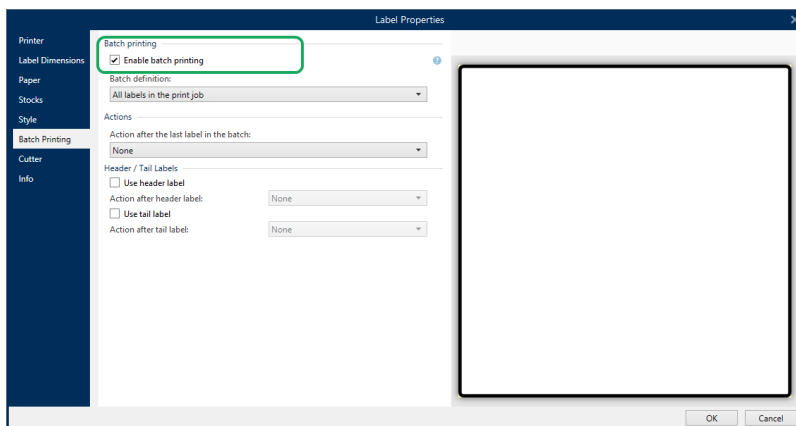 Label Properties
Printer
Label Dimensions
Paper
Stocks
Style
Batch Printing
Cutter
Info
Batch printing
Enable batch printing
Batch definition:
All labels in the print job
Actions
Action after the last label in the batch:
None
Header / Tail Labels
Use header label
Action after header label: None
Use tail label
Action after tail label: None
OK Cancel